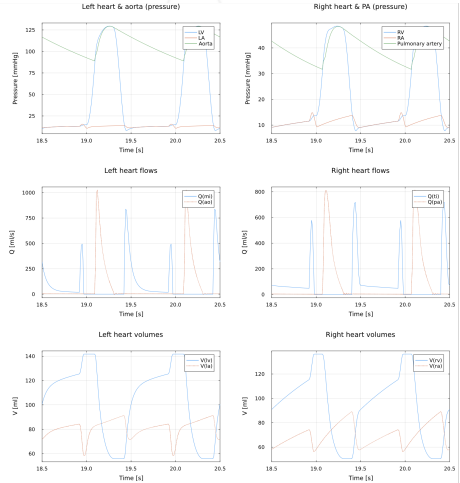 Left heart & aorta (pressure)
Right heart & PA (pressure)
LV
LA
Aorta
RV
RA
Pulmonary artery
Pressure [mmHg]
125
100
75
50
25
18.5
19.0
19.5
20.0
20.5
Time [s]
Pressure [mmHg]
40
30
20
10
18.5
19.0
19.5
20.0
20.5
Time [s]
Left heart flows
Right heart flows
Q(mi)
Q(ao)
Q(ti)
Q(pa)
Q [ml/s]
1000
750
500
250
0
18.5
19.0
19.5
20.0
20.5
Time [s]
Q [ml/s]
800
600
400
200
0
18.5
19.0
19.5
20.0
20.5
Time [s]
Left heart volumes
Right heart volumes
V(lv)
V(la)
V(rv)
V(ra)
V [ml]
140
120
100
80
60
18.5
19.0
19.5
20.0
20.5
Time [s]
V [ml]
120
100
80
60
18.5
19.0
19.5
20.0
20.5
Time [s]